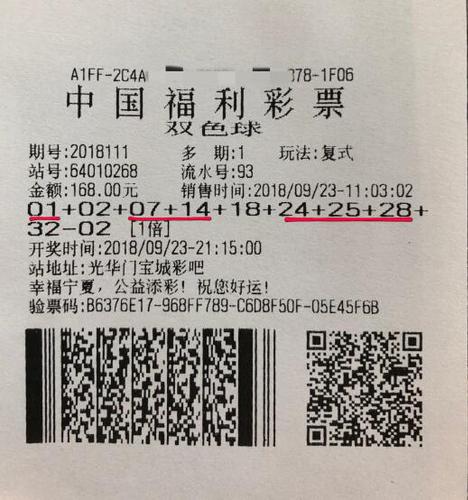 A1FF-2C4A 878-1F06
中国福利彩票
双色球
期号:2018111 多 期:1 玩法:复式
站号:64010268 流水号:93
金额:168.00元 销售时间:2018/09/23-11:03:02
01+02+07+14+18+24+25+28+
32-02 [1倍]
开奖时间:2018/09/23-21:15:00
站地址:光华门宝城彩吧
幸福宁夏,公益添彩!祝您好运!
验票码:B6376E17-968FF789-C6D8F50F-05E45F6B